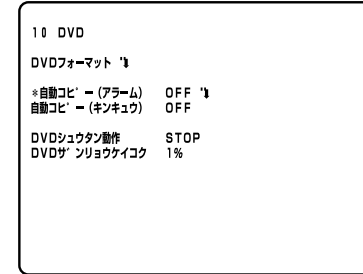 10 DVD
DVDフォーマット ⮯
*自動コピー(アラーム) OFF ⮯
自動コピー(キンキュウ) OFF
DVDシュウタン動作 STOP
DVDザンリョウケイコク 1%